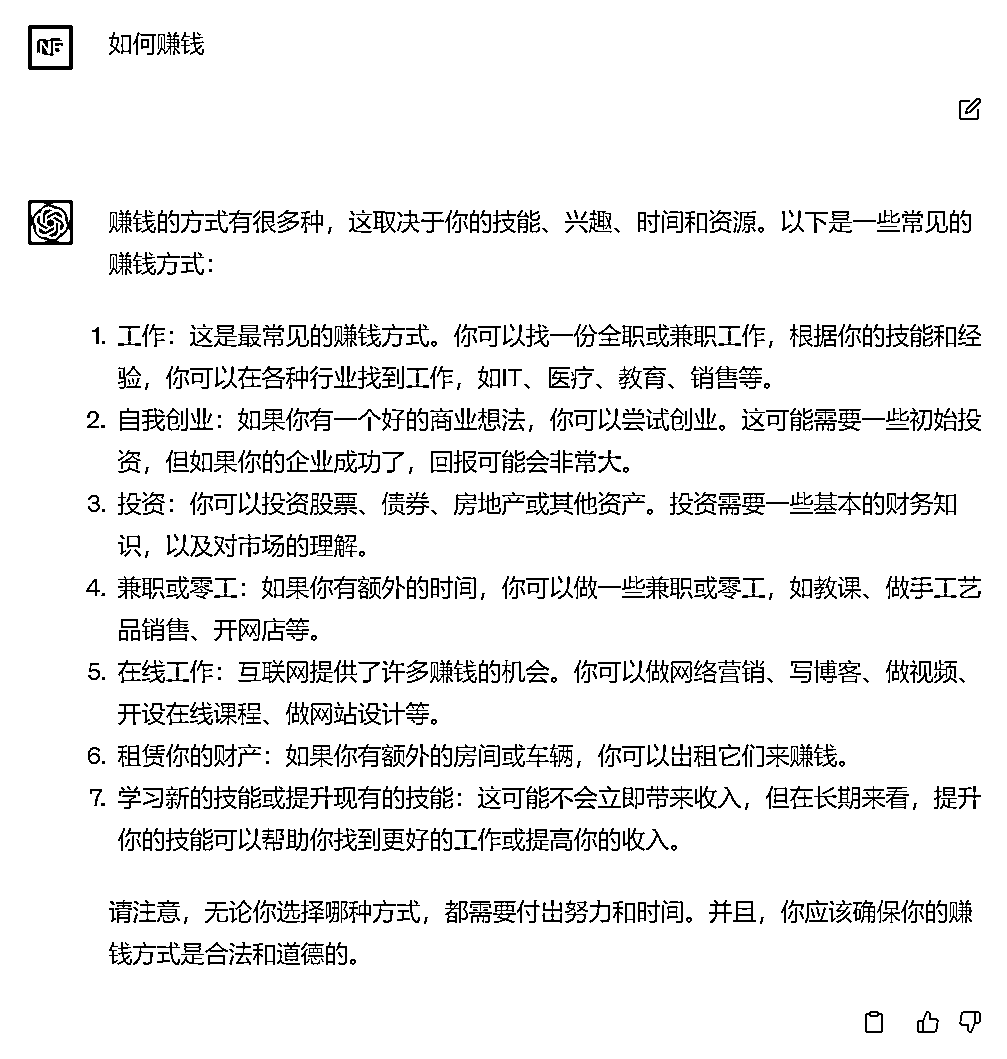 NF
如何赚钱
赚钱的方式有很多种，这取决于你的技能、兴趣、时间和资源。以下是一些常见的
赚钱方式：
1. 工作：这是最常见的赚钱方式。你可以找一份全职或兼职工作，根据你的技能和经
验，你可以在各种行业找到工作，如IT、医疗、教育、销售等。
2. 自我创业：如果你有一个好的商业想法，你可以尝试创业。这可能需要一些初始投
资，但如果你的企业成功了，回报可能会非常大。
3. 投资：你可以投资股票、债券、房地产或其他资产。投资需要一些基本的财务知
识，以及对市场的理解。
4. 兼职或零工：如果你有额外的时间，你可以做一些兼职或零工，如教课、做手工艺
品销售、开网店等。
5. 在线工作：互联网提供了许多赚钱的机会。你可以做网络营销、写博客、做视频、
开设在线课程、做网站设计等。
6. 租赁你的财产：如果你有额外的房间或车辆，你可以出租它们来赚钱。
7. 学习新的技能或提升现有的技能：这可能不会立即带来收入，但在长期来看，提升
你的技能可以帮助你找到更好的工作或提高你的收入。
请注意，无论你选择哪种方式，都需要付出努力和时间。并且，你应该确保你的赚
钱方式是合法和道德的。